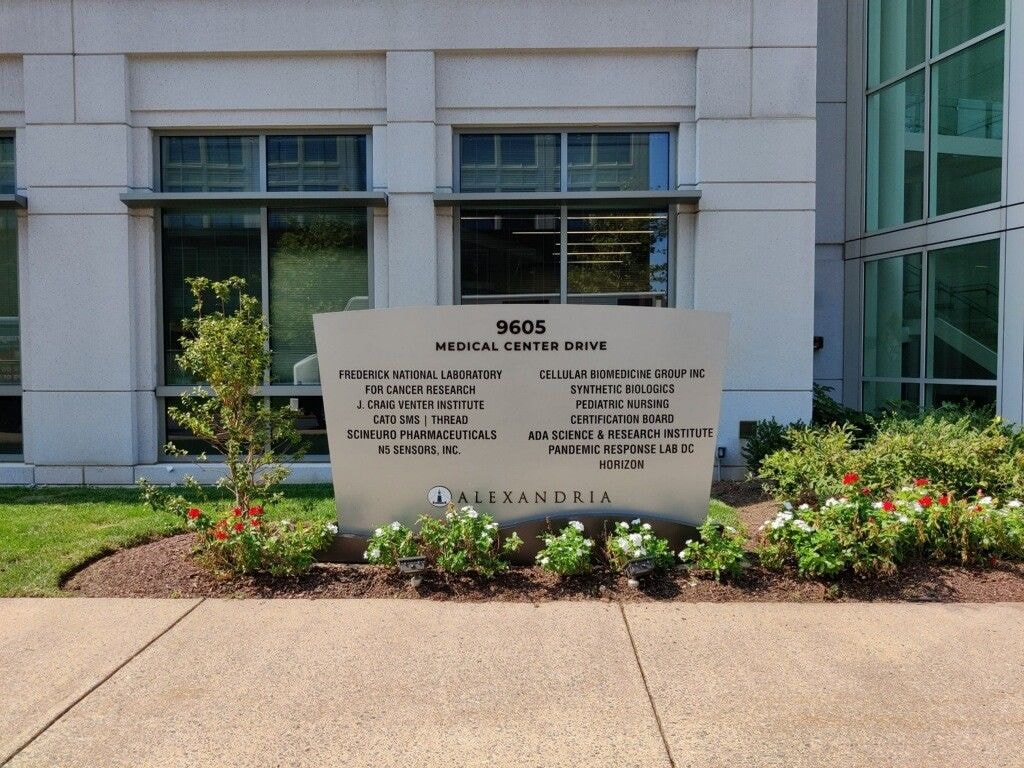 9605
MEDICAL CENTER DRIVE
FREDERICK NATIONAL LABORATORY
FOR CANCER RESEARCH
J. CRAIG VENTER INSTITUTE
CATO SMS | THREAD
SCINEURO PHARMACEUTICALS
N5 SENSORS, INC.
CELLULAR BIOMEDICINE GROUP INC
SYNTHETIC BIOLOGICS
PEDIATRIC NURSING
CERTIFICATION BOARD
ADA SCIENCE & RESEARCH INSTITUTE
PANDEMIC RESPONSE LAB DC
HORIZON
ALEXANDRIA